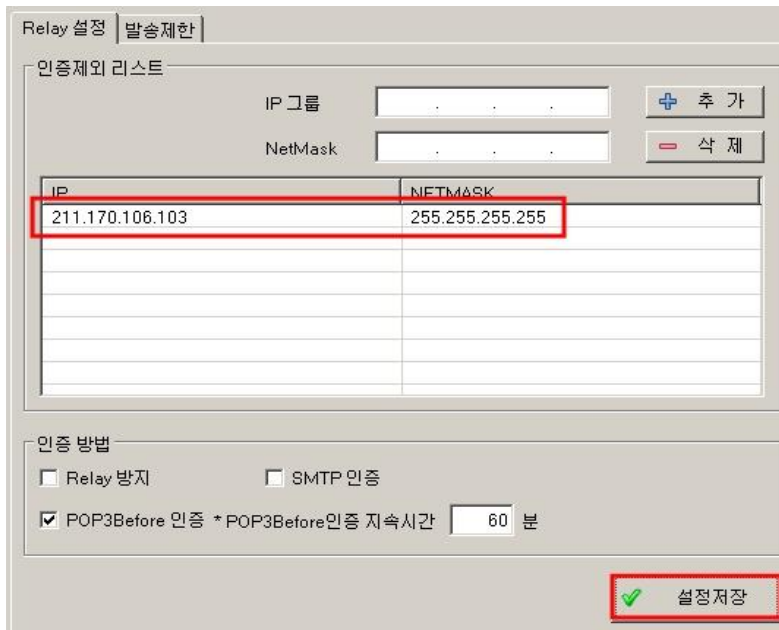 Relay 설정 발송제한
인증제외 리스트
IP 그룹 . . . 추 가
NetMask . . . 삭 제
IP NETMASK
211.170.106.103 255.255.255.255
인증 방법
Relay 방지 SMTP 인증
POP3Before 인증 * POP3Before인증 지속시간 60 분
설정저장